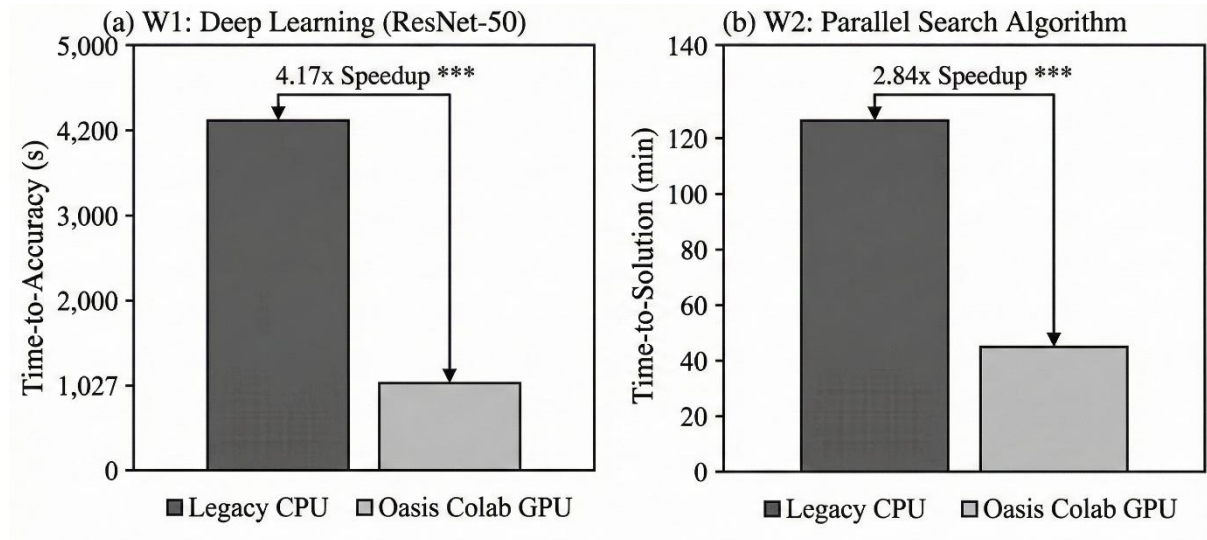 (a) W1: Deep Learning (ResNet-50)
5,000
4.17x Speedup ***
4,200
3,000
2,000
1,027
0
Time-to-Accuracy (s)
Legacy CPU
Oasis Colab GPU
(b) W2: Parallel Search Algorithm
140
2.84x Speedup ***
120
100
80
60
40
20
0
Time-to-Solution (min)
Legacy CPU
Oasis Colab GPU